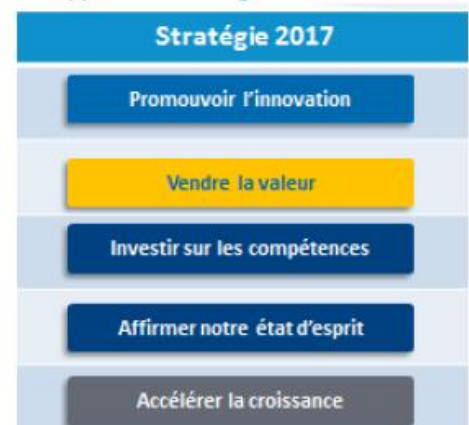 Stratégie 2017
Promouvoir l'innovation
Vendre la valeur
Investir sur les compétences
Affirmer notre état d'esprit
Accélérer la croissance